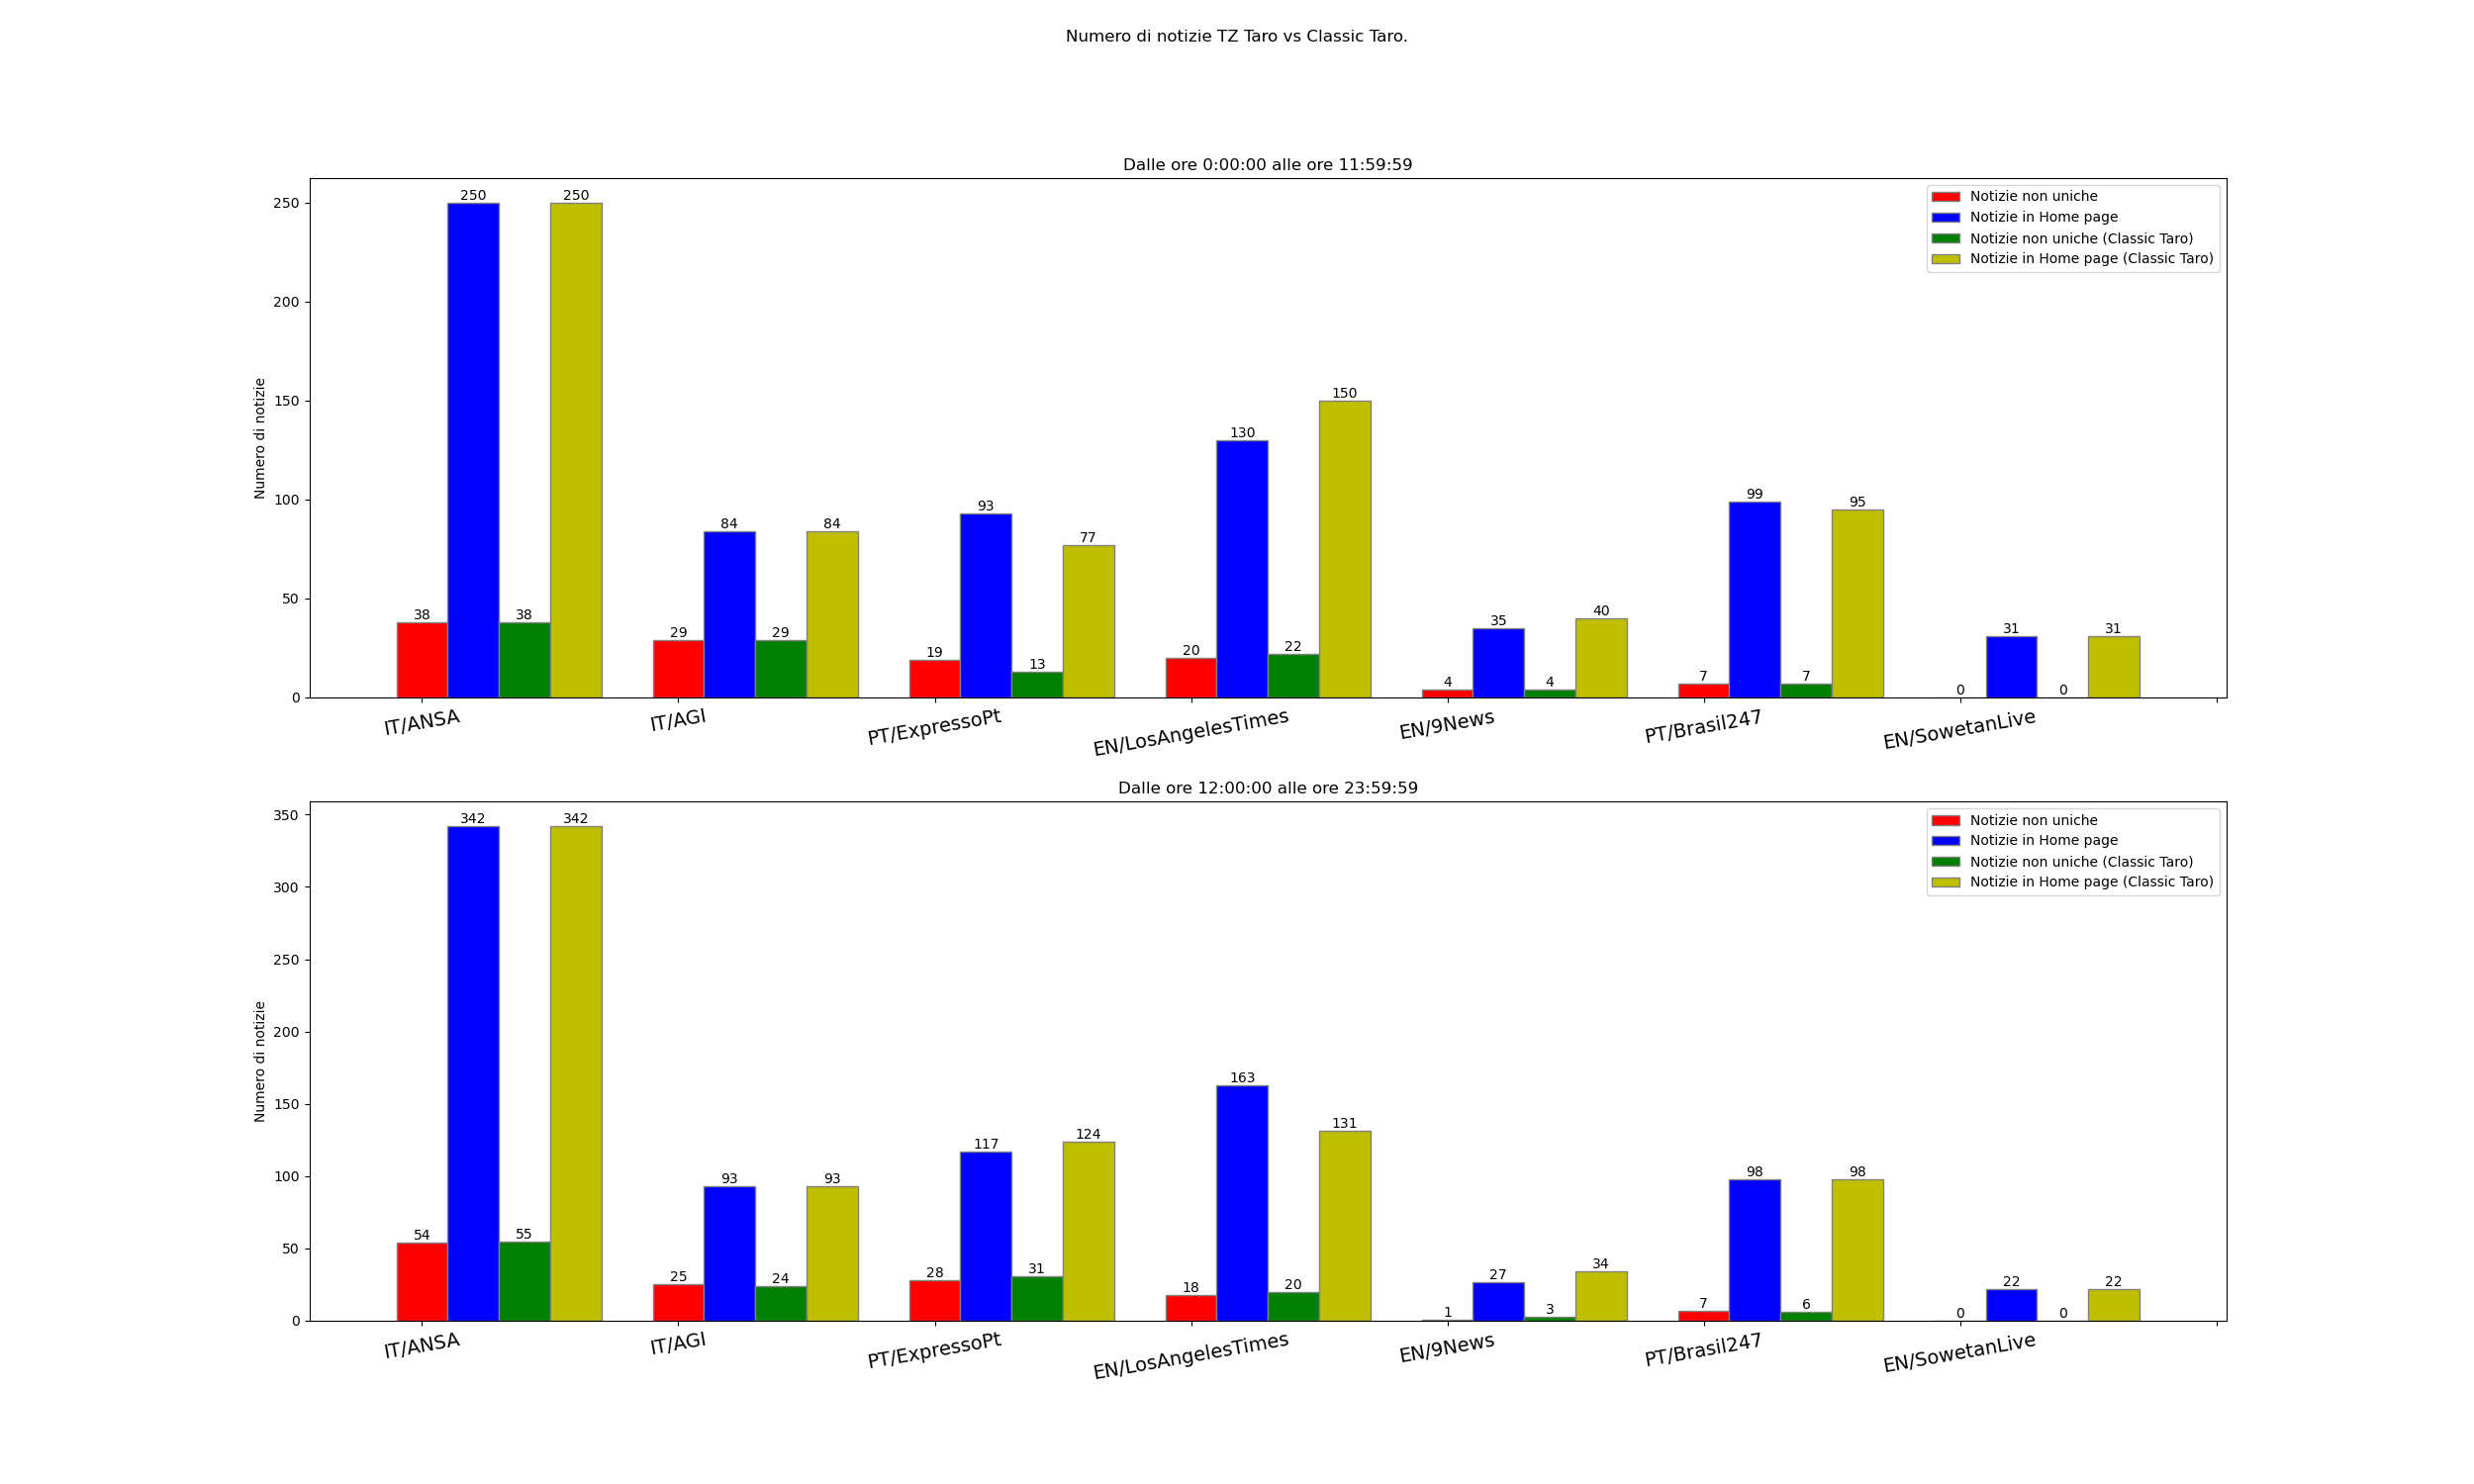 Numero di notizie TZ Taro vs Classic Taro.
Dalle ore 0:00:00 alle ore 11:59:59
Numero di notizie
250
200
150
100
50
0
Notizie non uniche
Notizie in Home page
Notizie non uniche (Classic Taro)
Notizie in Home page (Classic Taro)
38 250 38 250
29 84 29 84
19 93 13 77
20 130 22 150
4 35 4 40
7 99 7 95
0 31 0 31
IT/ANSA IT/AGI PT/ExpressoPt EN/LosAngelesTimes EN/9News PT/Brasil247 EN/SowetanLive
Dalle ore 12:00:00 alle ore 23:59:59
Numero di notizie
350
300
250
200
150
100
50
0
Notizie non uniche
Notizie in Home page
Notizie non uniche (Classic Taro)
Notizie in Home page (Classic Taro)
54 342 55 342
25 93 24 93
28 117 31 124
18 163 20 131
1 27 3 34
7 98 6 98
0 22 0 22
IT/ANSA IT/AGI PT/ExpressoPt EN/LosAngelesTimes EN/9News PT/Brasil247 EN/SowetanLive